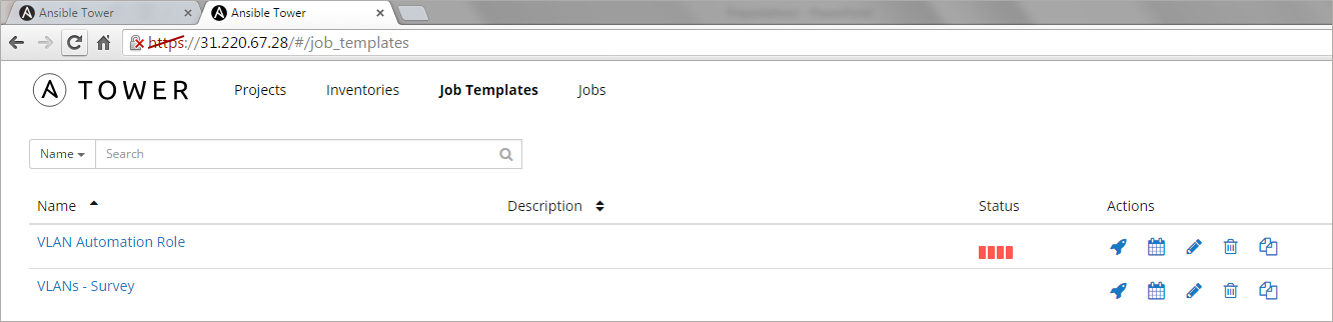 Ansible Tower
Ansible Tower
https://31.220.67.28/#/job_templates
TOWER Projects Inventories Job Templates Jobs
Name Search
Name Description Status Actions
VLAN Automation Role
VLANs - Survey